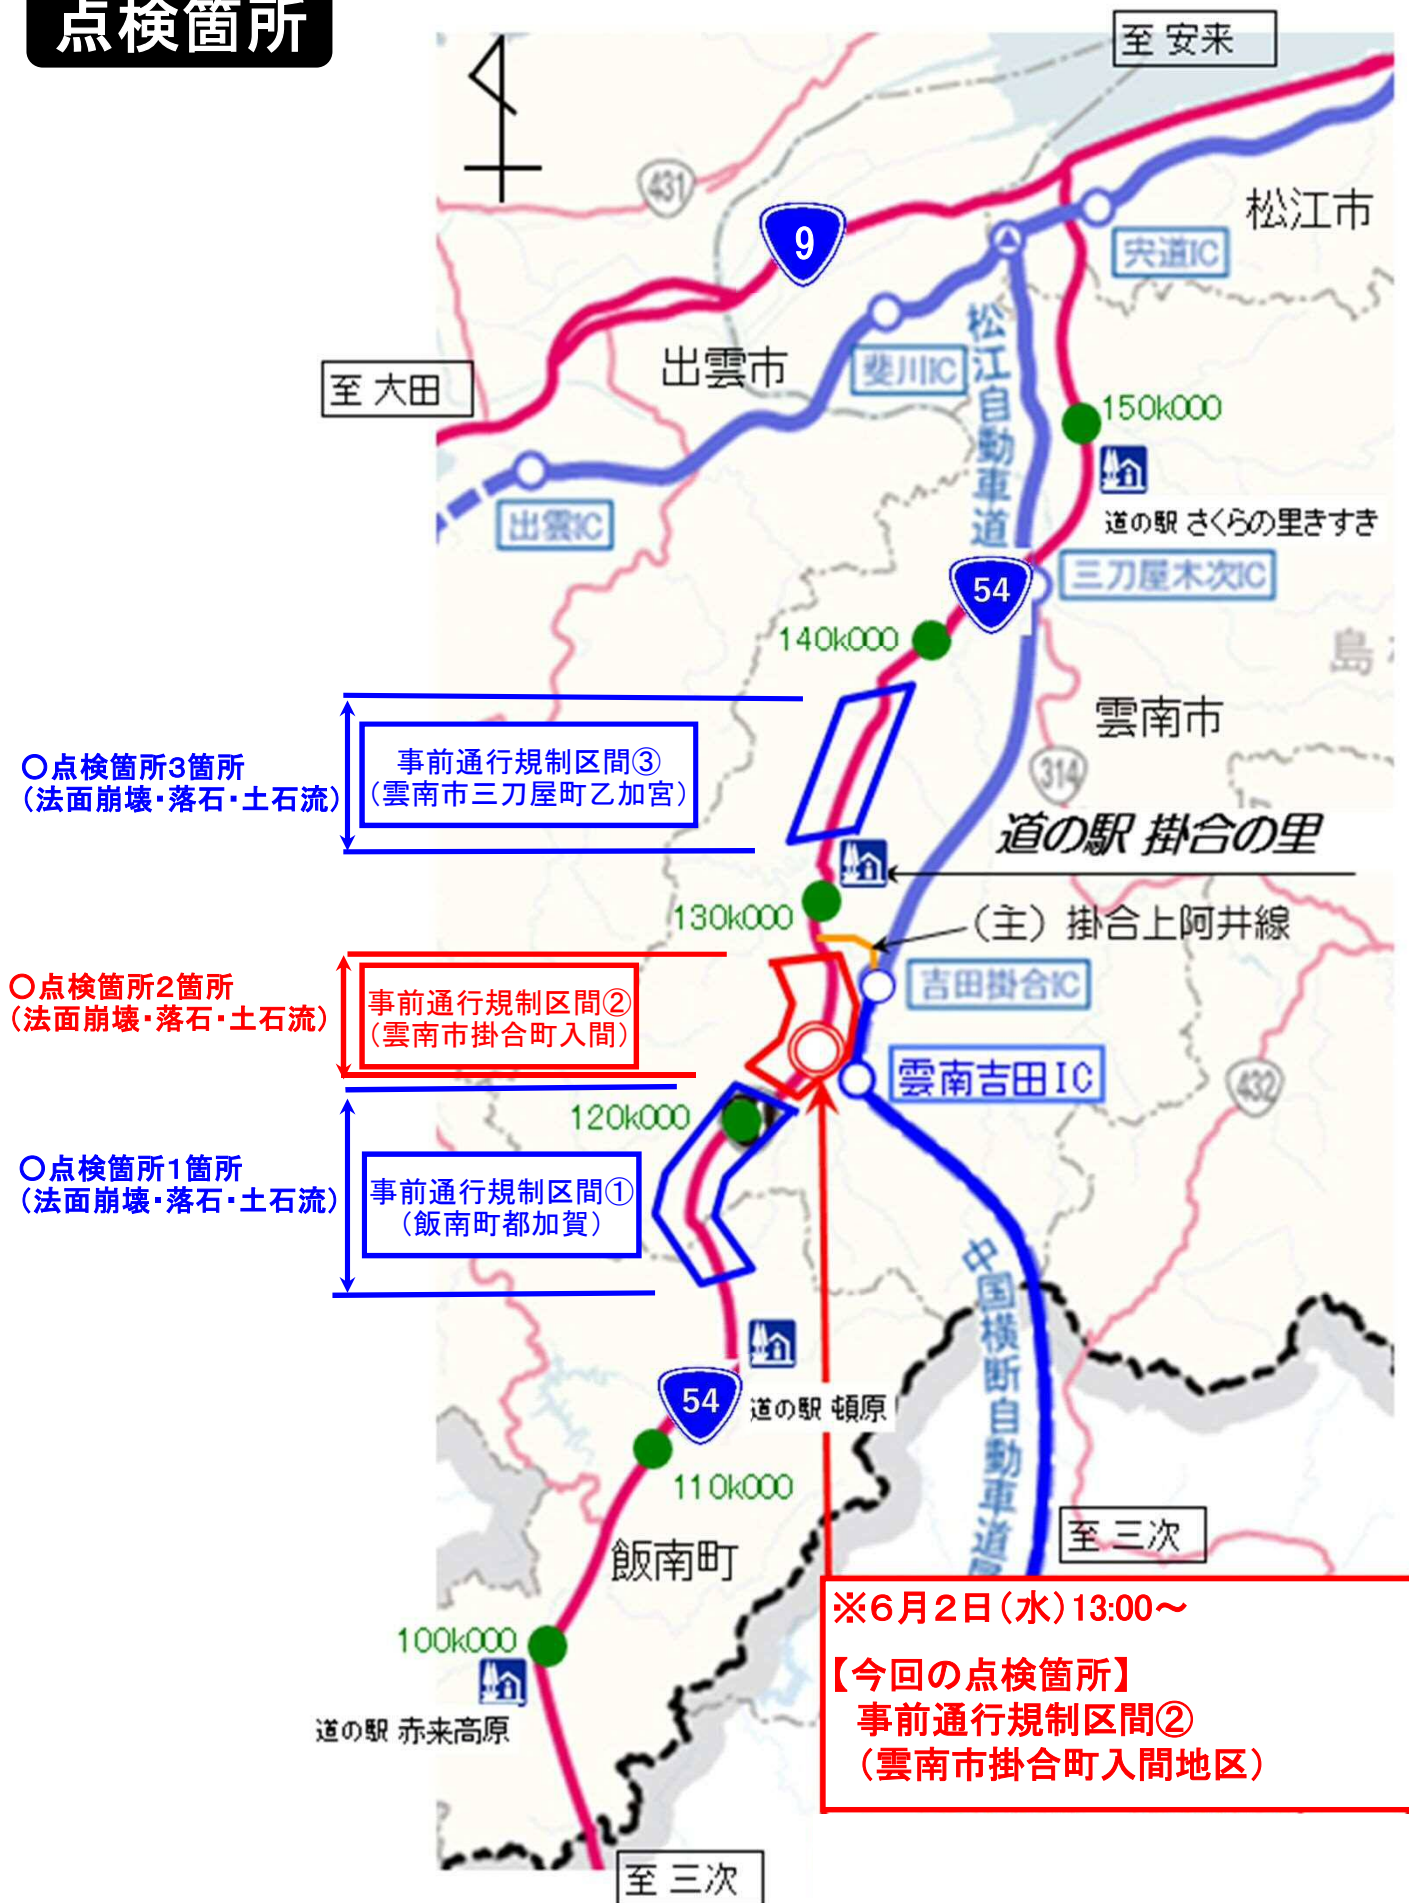 点検箇所
至 安来
431
9
松江市
宍道IC
出雲市
斐川IC
松江自動車道
至 大田
150k000
出雲IC
道の駅 さくらの里きすき
54
三刀屋木次IC
140k000
島
雲南市
314
○点検箇所3箇所
(法面崩壊・落石・土石流)
事前通行規制区間③
(雲南市三刀屋町乙加宮)
道の駅 掛合の里
130k000
(主) 掛合上阿井線
吉田掛合IC
○点検箇所2箇所
(法面崩壊・落石・土石流)
事前通行規制区間②
(雲南市掛合町入間)
雲南吉田IC
432
120k000
○点検箇所1箇所
(法面崩壊・落石・土石流)
事前通行規制区間①
(飯南町都加賀)
中国横断自動車道
54
道の駅 頓原
110k000
至 三次
飯南町
100k000
道の駅 赤来高原
※6月2日(水)13:00～
【今回の点検箇所】
事前通行規制区間②
(雲南市掛合町入間地区)
至 三次